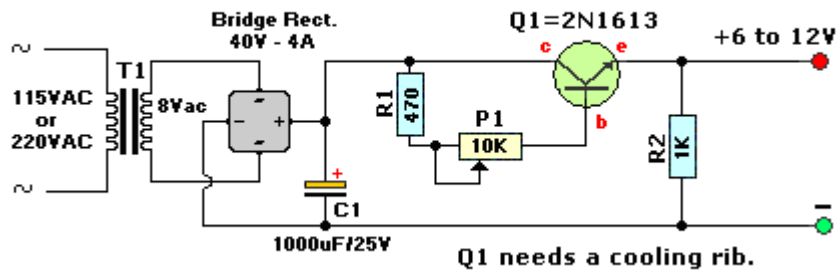 Bridge Rect.
40V - 4A
Q1=2N1613
+6 to 12V
T1
115VAC
or
220VAC
8Vac
- +
R1
470
P1
10K
c
e
b
R2
1K
+
C1
1000uF/25V
-
Q1 needs a cooling rib.